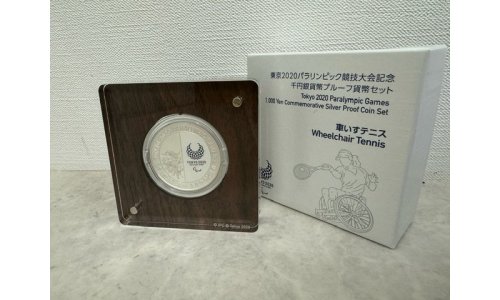 東京2020パラリンピック競技大会記念
千円銀貨幣プルーフ貨幣セット
Tokyo 2020 Paralympic Games
1,000 Yen Commemorative Silver Proof Coin Set
車いすテニス
Wheelchair Tennis
TOKYO 2020